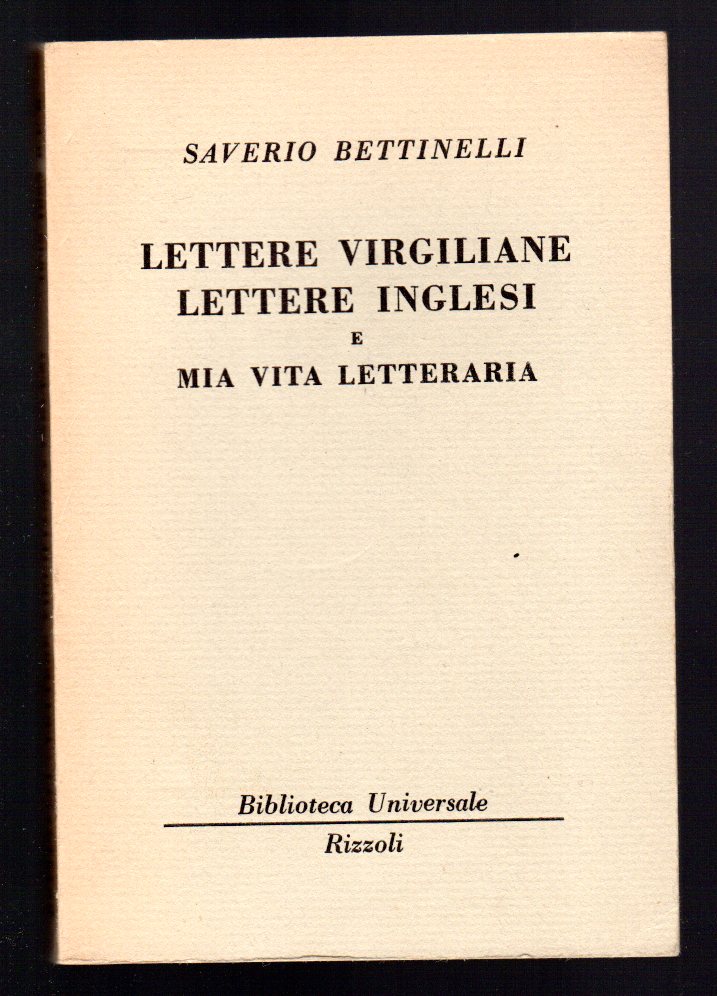 SAVERIO BETTINELLI
LETTERE VIRGILIANE
LETTERE INGLESI
E
MIA VITA LETTERARIA
Biblioteca Universale
Rizzoli